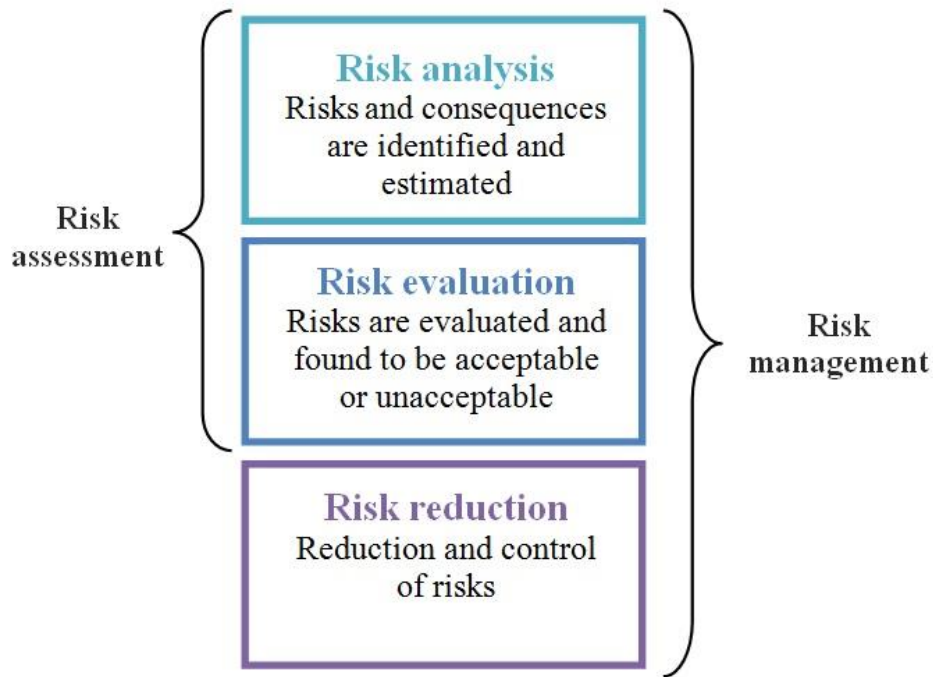 Risk analysis
Risks and consequences
are identified and
estimated
Risk
assessment
Risk evaluation
Risks are evaluated and
found to be acceptable
or unacceptable
Risk
management
Risk reduction
Reduction and control
of risks